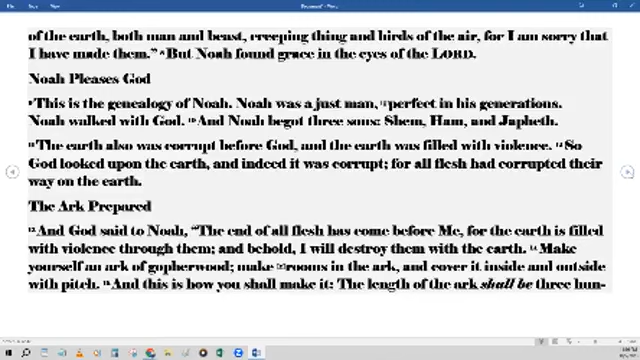 of the earth, both man and beast, creeping thing and birds of the air, for I am sorry that
I have made them.” 8 But Noah found grace in the eyes of the LORD.
Noah Pleases God
This is the genealogy of Noah. Noah was a just man, perfect in his generations.
Noah walked with God. And Noah begot three sons: Shem, Ham, and Japheth.
The earth also was corrupt before God, and the earth was filled with violence. So
God looked upon the earth, and indeed it was corrupt; for all flesh had corrupted their
way on the earth.
The Ark Prepared
And God said to Noah, “The end of all flesh has come before Me, for the earth is filled
with violence through them; and behold, I will destroy them with the earth. 14 Make
yourself an ark of gopherwood; make rooms in the ark, and cover it inside and outside
with pitch. And this is how you shall make it: The length of the ark shall be three hun-